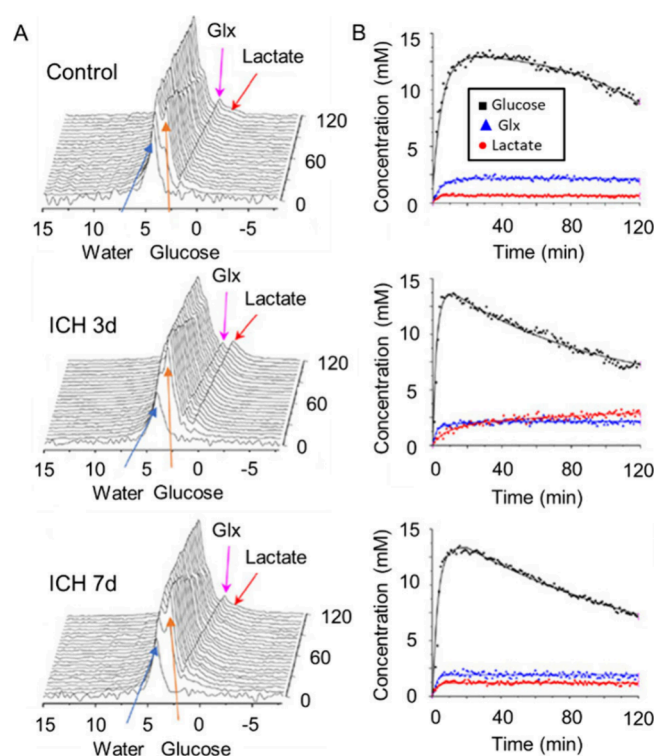 A
Control
Glx
Lactate
120
60
0
15 10 5 0 -5
Water Glucose
ICH 3d
Glx
Lactate
120
60
0
15 10 5 0 -5
Water Glucose
ICH 7d
Glx
Lactate
120
60
0
15 10 5 0 -5
Water Glucose
B
Concentration (mM)
15
10
5
0
Glucose
Glx
Lactate
0 40 80 120
Time (min)
Concentration (mM)
15
10
5
0
0 40 80 120
Time (min)
Concentration (mM)
15
10
5
0
0 40 80 120
Time (min)